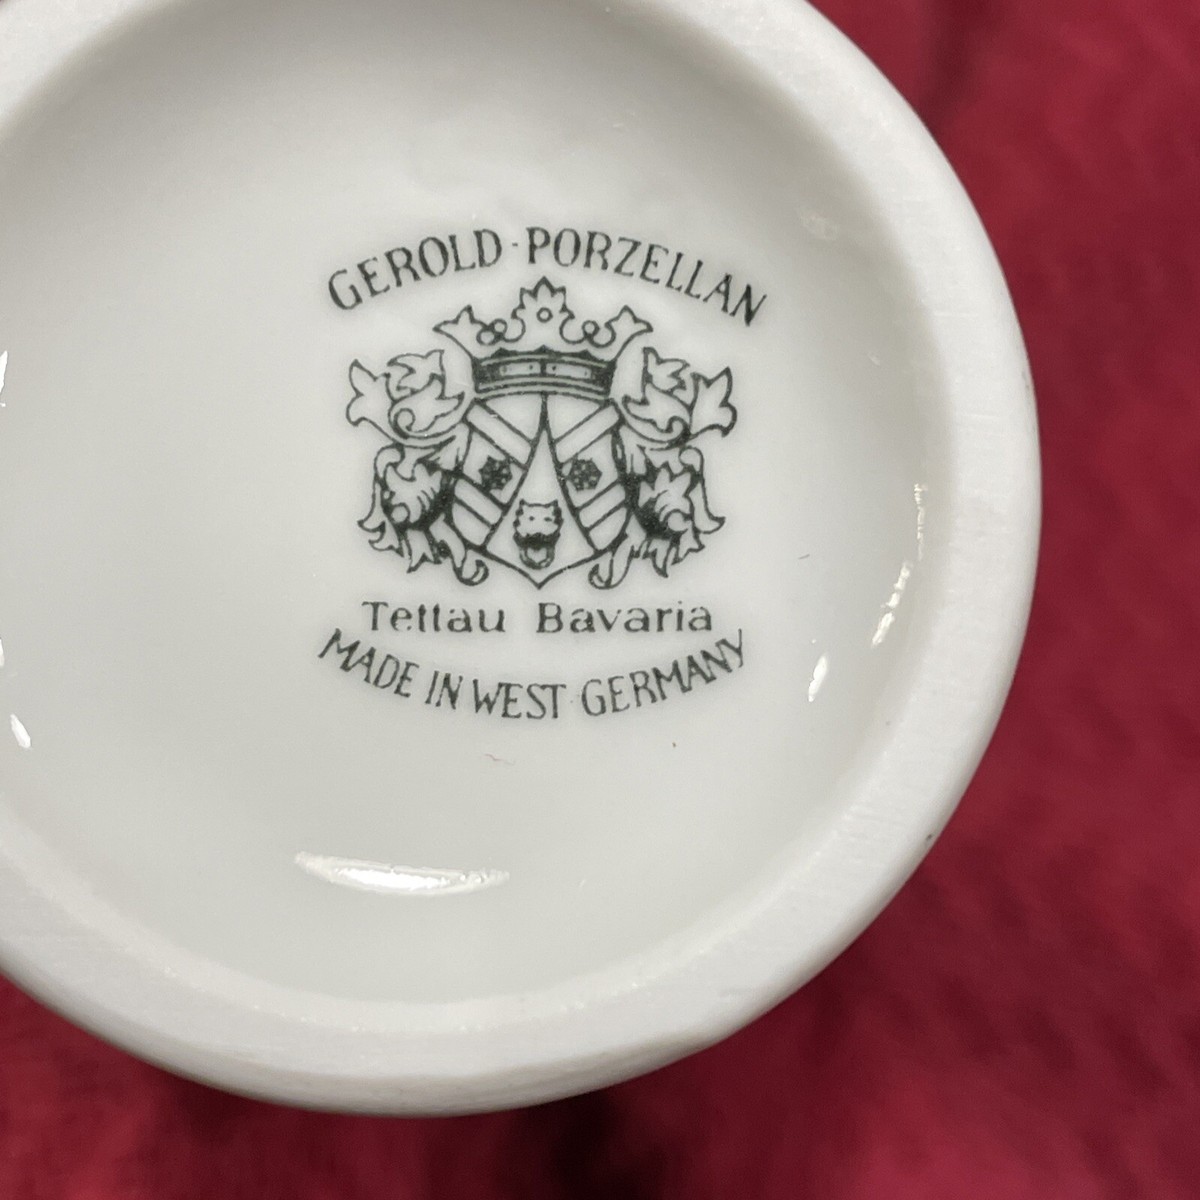 GEROLD·PORZELLAN
Tettau Bavaria
MADE IN WEST GERMANY